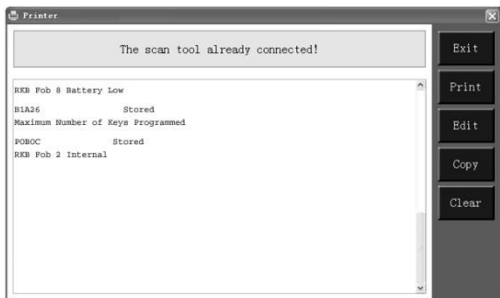 Printer
The scan tool already connected!
RKB Fob 8 Battery Low
B1A26 Stored
Maximum Number of Keys Programmed
POBOC Stored
RKB Fob 2 Internal
Exit
Print
Edit
Copy
Clear